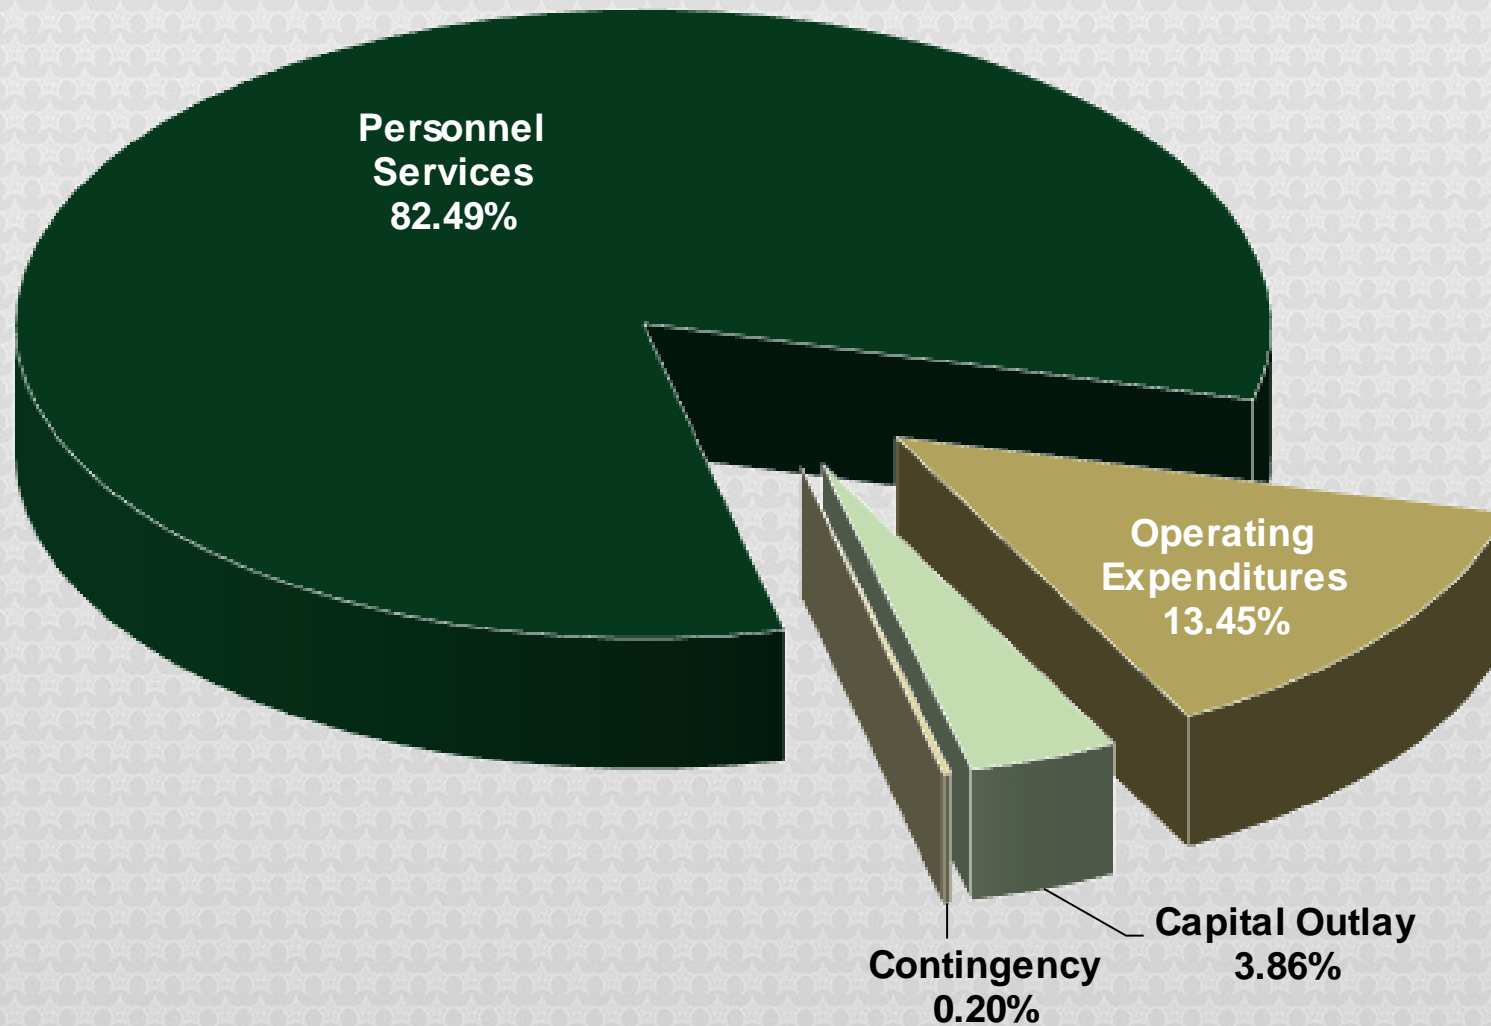 Personnel
Services
82.49%
Operating
Expenditures
13.45%
Capital Outlay
3.86%
Contingency
0.20%